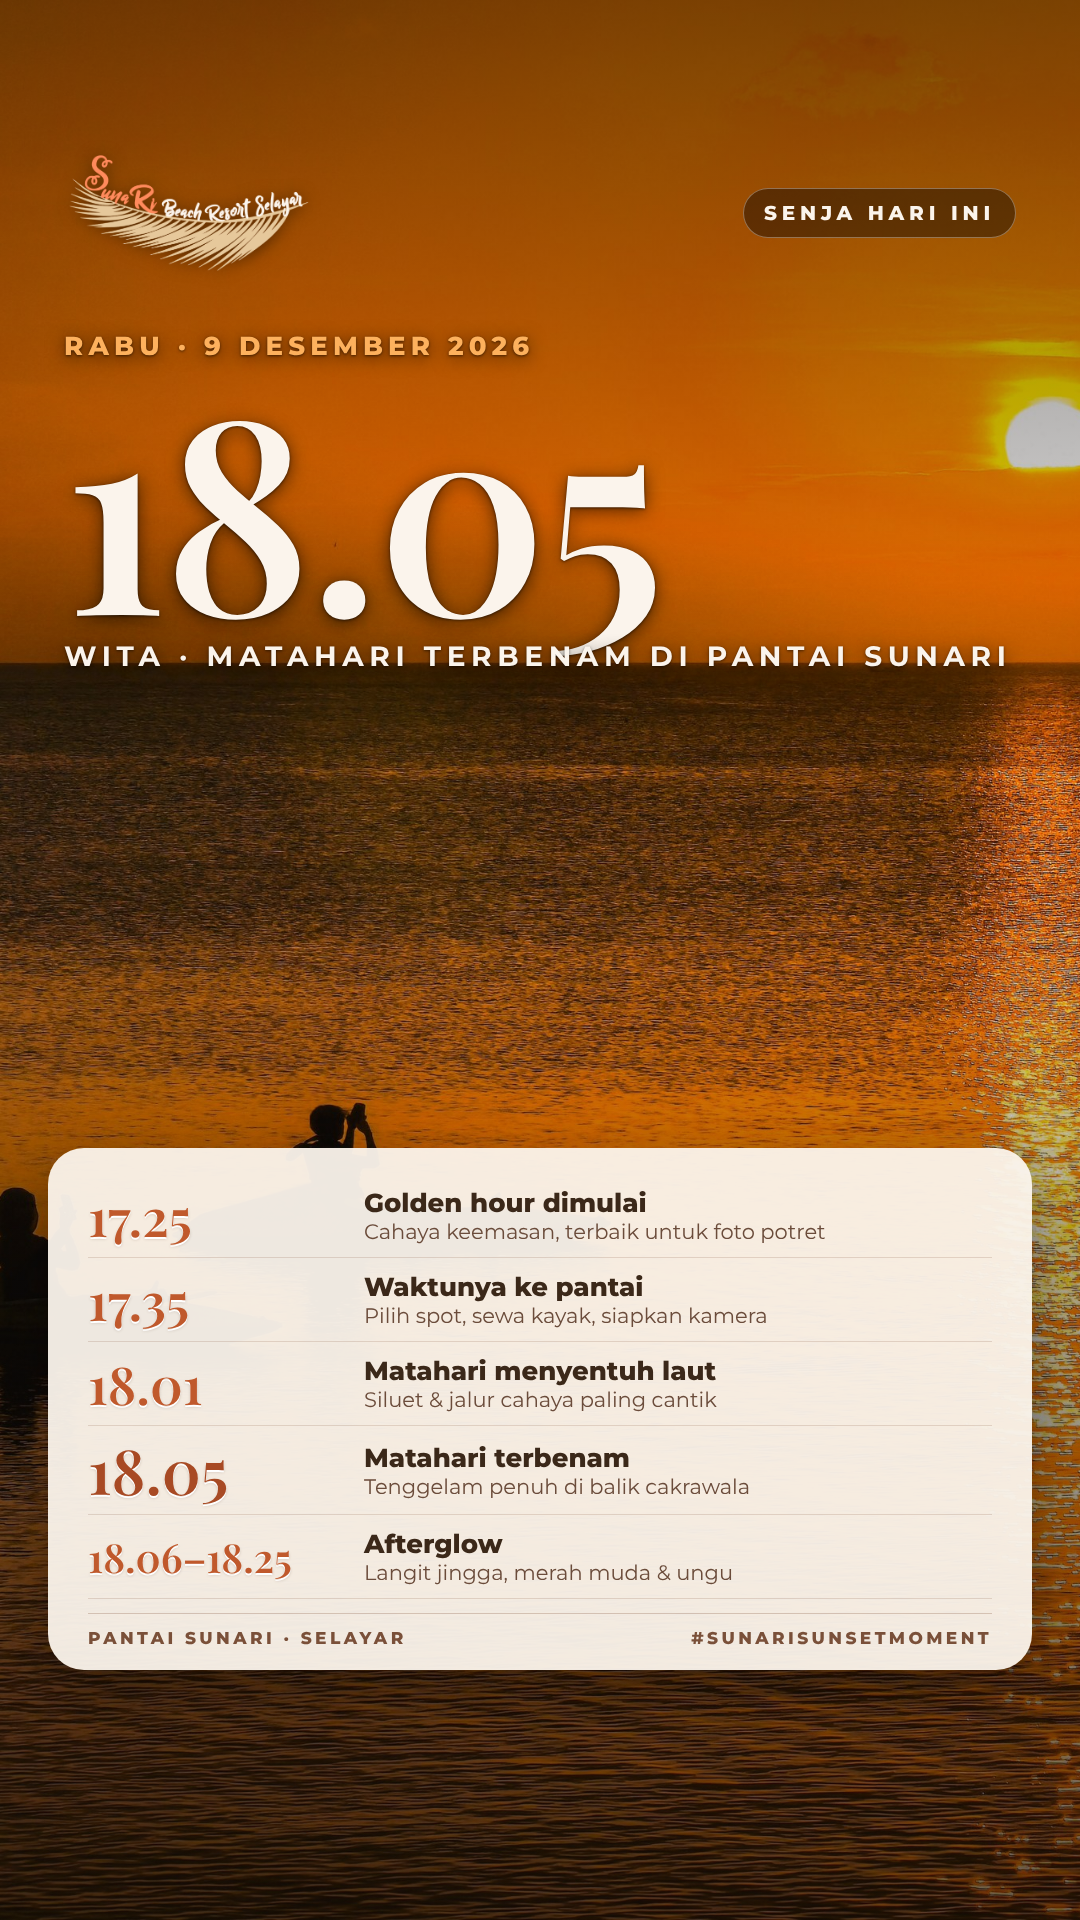 SunaRi Beach Resort Selayar
SENJA HARI INI
RABU · 9 DESEMBER 2026
18.05
WITA · MATAHARI TERBENAM DI PANTAI SUNARI
17.25
Golden hour dimulai
Cahaya keemasan, terbaik untuk foto potret
17.35
Waktunya ke pantai
Pilih spot, sewa kayak, siapkan kamera
18.01
Matahari menyentuh laut
Siluet & jalur cahaya paling cantik
18.05
Matahari terbenam
Tenggelam penuh di balik cakrawala
18.06–18.25
Afterglow
Langit jingga, merah muda & ungu
PANTAI SUNARI · SELAYAR
#SUNARISUNSETMOMENT